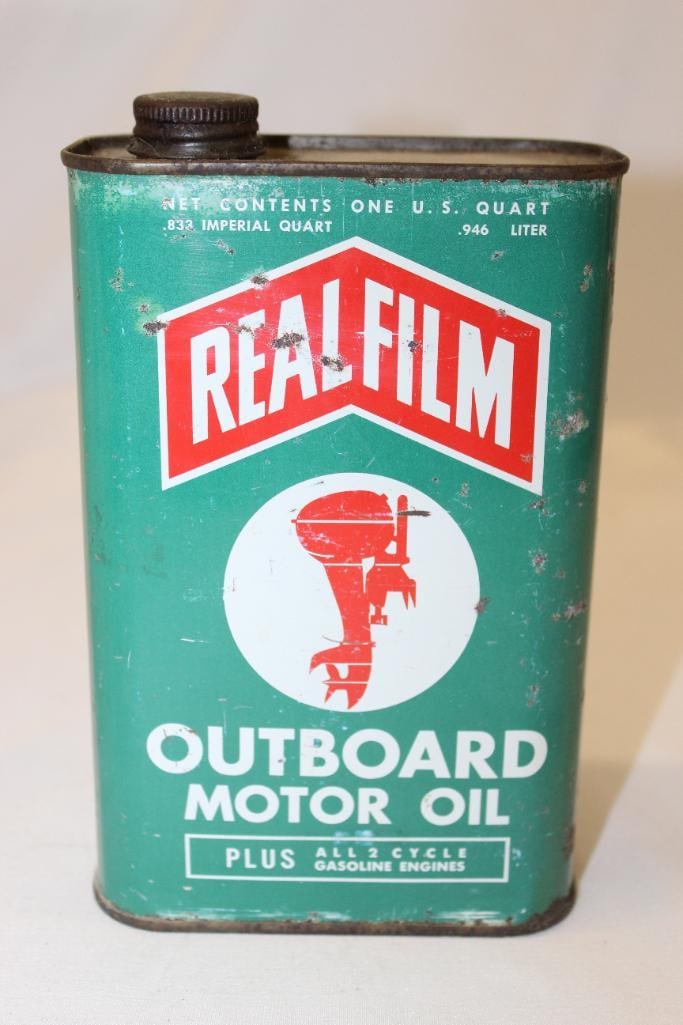 NET CONTENTS ONE U.S. QUART
.833 IMPERIAL QUART .946 LITER
REAL FILM
OUTBOARD
MOTOR OIL
PLUS ALL 2 CYCLE
GASOLINE ENGINES